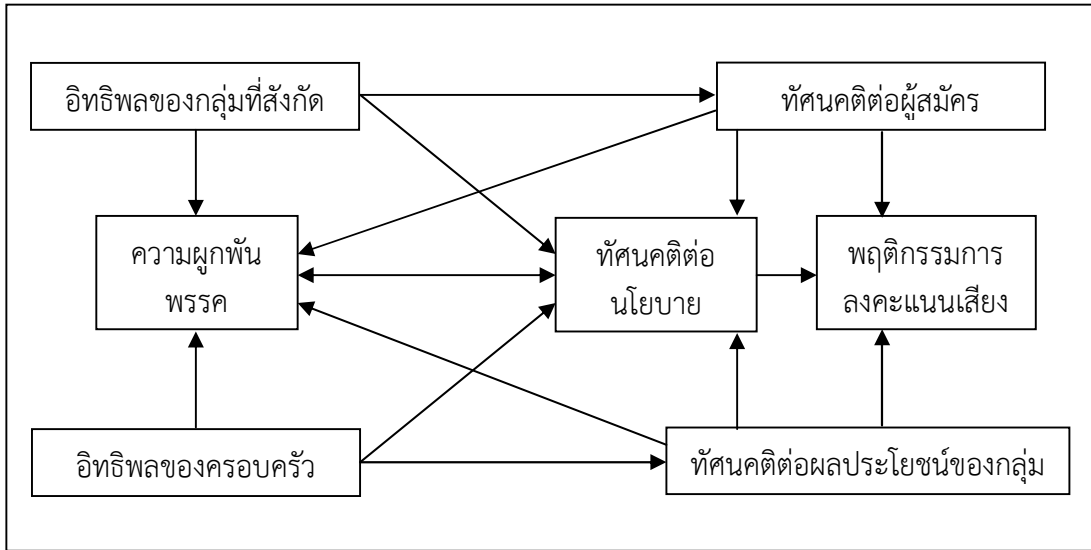 อิทธิพลของกลุ่มที่สังกัด
ทัศนคติต่อผู้สมัคร
ความผูกพัน
พรรค
ทัศนคติต่อ
นโยบาย
พฤติกรรมการ
ลงคะแนนเสียง
อิทธิพลของครอบครัว
ทัศนคติต่อผลประโยชน์ของกลุ่ม